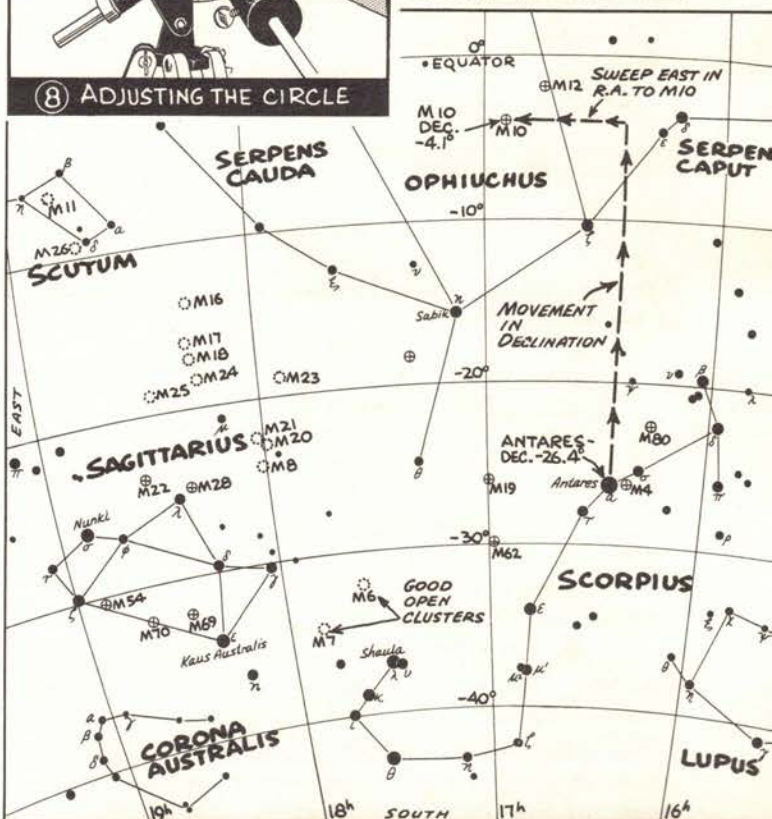 8 ADJUSTING THE CIRCLE
0°
EQUATOR
M12
SWEEP EAST IN
R.A. TO M10
M10
DEC.
-4.1°
M10
δ
ε
SERPENS
CAUDA
OPHIUCHUS
SERPEN
CAPUT
β
η
M11
α
M26
δ
SCUTUM
-10°
ζ
ξ
ν
η
Sabik
M16
M17
M18
M24
M25
M23
MOVEMENT
IN
DECLINATION
-20°
EAST
μ
M21
M20
M8
SAGITTARIUS
ψ
ν
β
λ
M80
δ
π
M22
M28
λ
θ
ANTARES-
DEC. -26.4°
M19
Antares
α
M4
σ
π
Nunki
σ
φ
τ
δ
γ
τ
-30°
M62
ρ
ζ
M54
M70
M69
ε
Kaus Australis
M6
M7
GOOD
OPEN
CLUSTERS
SCORPIUS
ε
ξ
χ
ψ
Shaula
λ
υ
κ
μ²
μ'
θ
η
η
-40°
α
γ
β
δ
CORONA
AUSTRALIS
ι
θ
η
ζ
LUPUS
γ
19h
18h
SOUTH
17h
16h